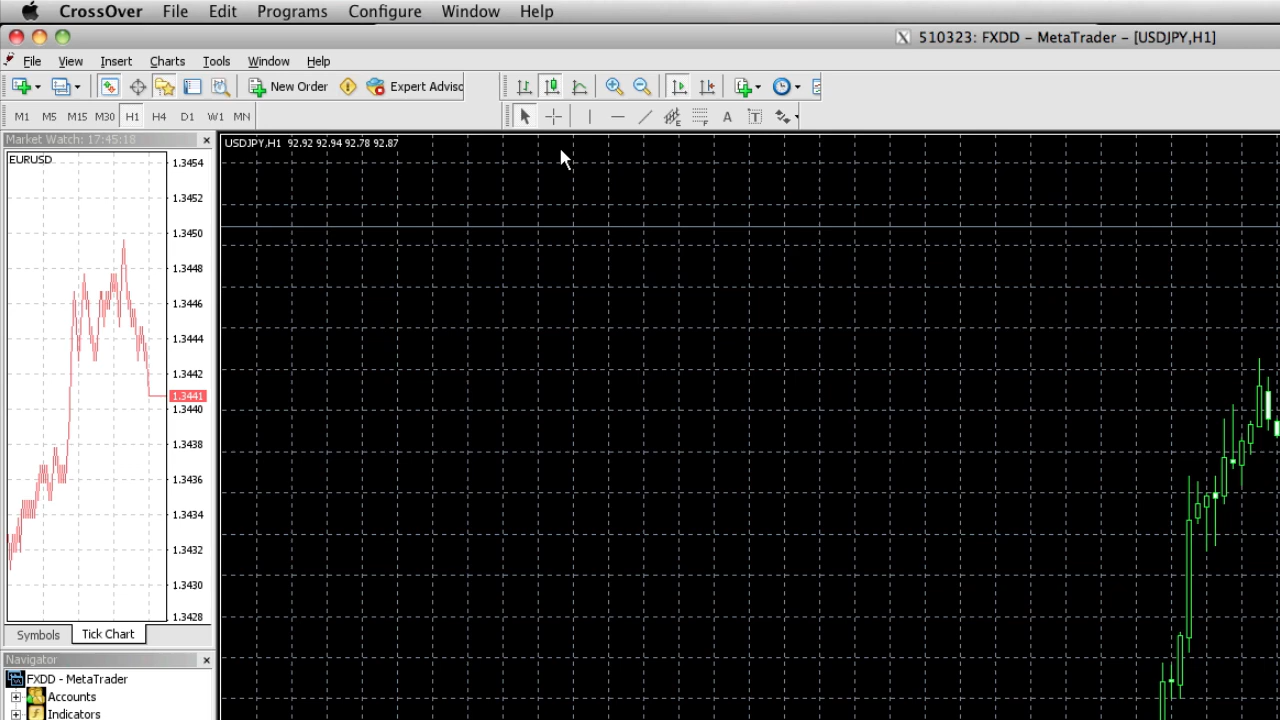 CrossOver File Edit Programs Configure Window Help
510323: FXDD - MetaTrader - [USDJPY,H1]
File View Insert Charts Tools Window Help
New Order Expert Adviso
M1 M5 M15 M30 H1 H4 D1 W1 MN A T
Market Watch: 17:45:18
USDJPY,H1 92.92 92.94 92.78 92.87
EURUSD
1.3454
1.3452
1.3450
1.3448
1.3446
1.3444
1.3442
1.3441
1.3440
1.3438
1.3436
1.3434
1.3432
1.3430
1.3428
Symbols Tick Chart
Navigator
FXDD - MetaTrader
Accounts
Indicators